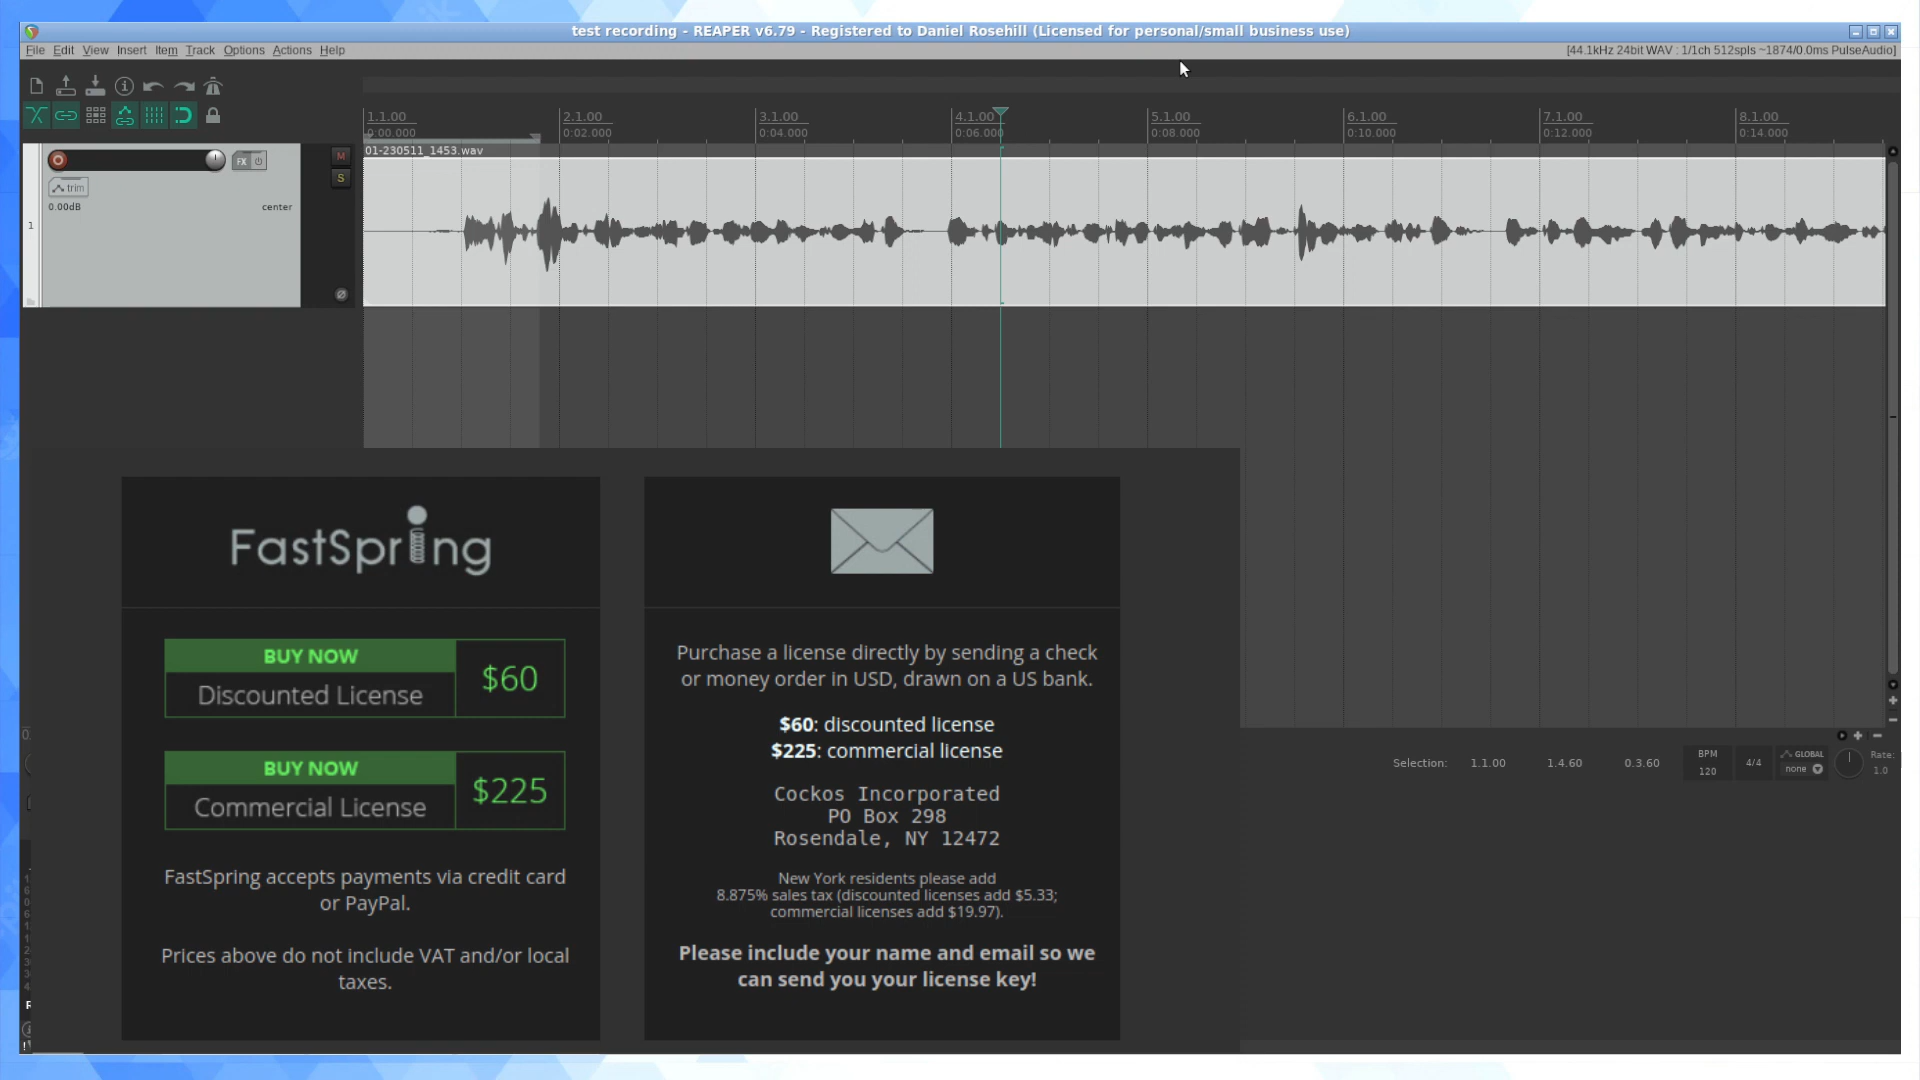 test recording - REAPER v6.79 - Registered to Daniel Rosehill (Licensed for personal/small business use)
File Edit View Insert Item Track Options Actions Help
[44.1kHz 24bit WAV : 1/1ch 512spls ~1874/0.0ms PulseAudio]
1.1.00 2.1.00 3.1.00 4.1.00 5.1.00 6.1.00 7.1.00 8.1.00
0:00.000 0:02.000 0:04.000 0:06.000 0:08.000 0:10.000 0:12.000 0:14.000
01-230511_1453.wav
FX
M
S
trim
0.00dB center
1
FastSpring
BUY NOW
Discounted License
$60
BUY NOW
Commercial License
$225
FastSpring accepts payments via credit card
or PayPal.
Prices above do not include VAT and/or local
taxes.
Purchase a license directly by sending a check
or money order in USD, drawn on a US bank.
$60: discounted license
$225: commercial license
Cockos Incorporated
PO Box 298
Rosendale, NY 12472
New York residents please add
8.875% sales tax (discounted licenses add $5.33;
commercial licenses add $19.97).
Please include your name and email so we
can send you your license key!
Selection: 1.1.00 1.4.60 0.3.60
BPM
120
4/4
GLOBAL
none
Rate:
1.0